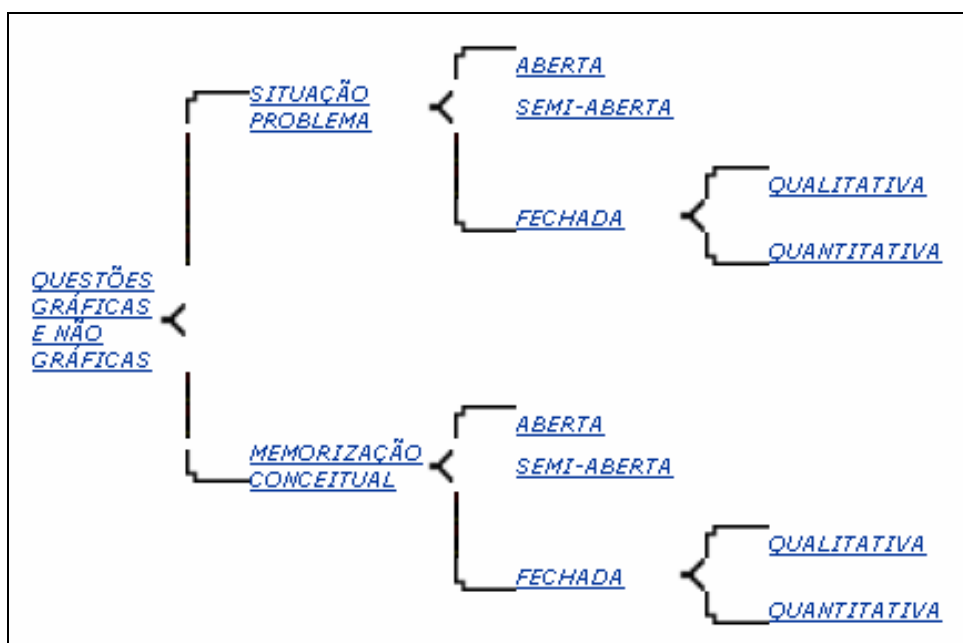 ABERTA
SITUAÇÃO
PROBLEMA
SEMI-ABERTA
QUALITATIVA
FECHADA
QUANTITATIVA
QUESTÕES
GRÁFICAS
E NÃO
GRÁFICAS
ABERTA
MEMORIZAÇÃO
CONCEITUAL
SEMI-ABERTA
QUALITATIVA
FECHADA
QUANTITATIVA